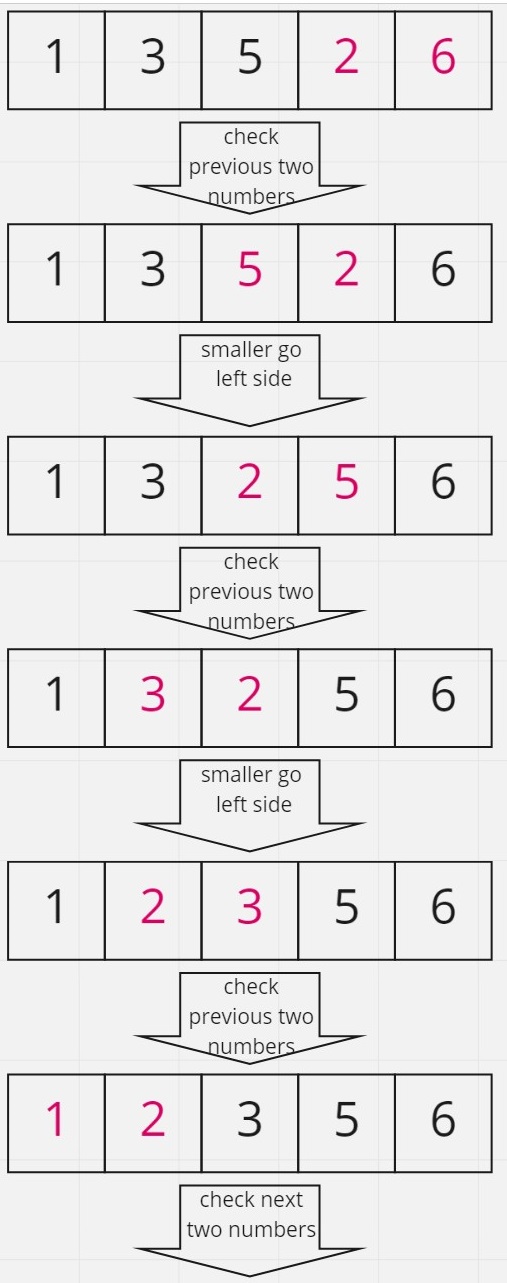 1 3 5 2 6
check
previous two
numbers
1 3 5 2 6
smaller go
left side
1 3 2 5 6
check
previous two
numbers
1 3 2 5 6
smaller go
left side
1 2 3 5 6
check
previous two
numbers
1 2 3 5 6
check next
two numbers